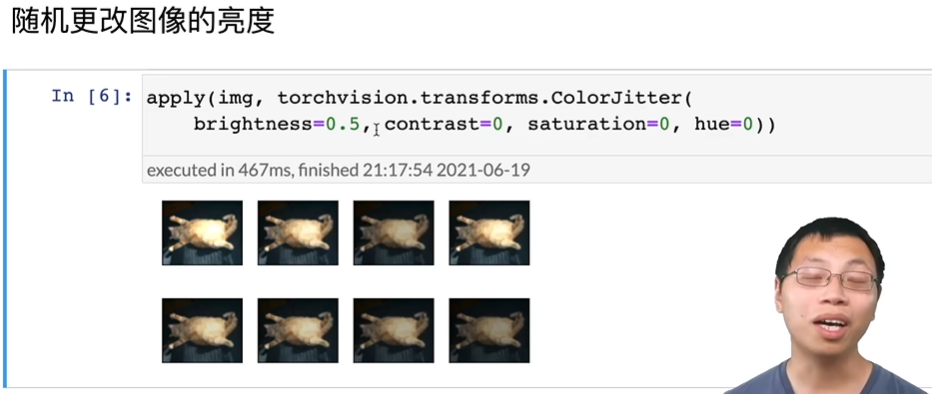 随机更改图像的亮度
In [6]: apply(img, torchvision.transforms.ColorJitter(
brightness=0.5, contrast=0, saturation=0, hue=0))
executed in 467ms, finished 21:17:54 2021-06-19